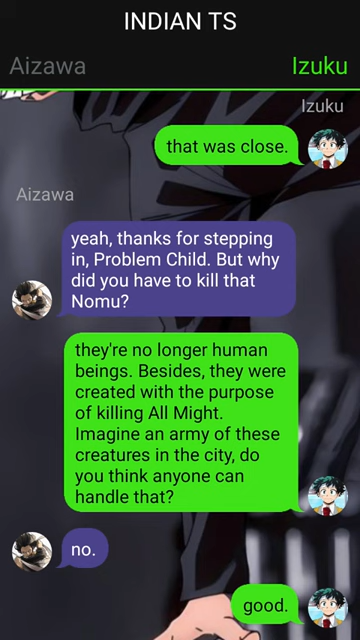 INDIAN TS
Aizawa Izuku
Izuku
that was close.
Aizawa
yeah, thanks for stepping
in, Problem Child. But why
did you have to kill that
Nomu?
they're no longer human
beings. Besides, they were
created with the purpose
of killing All Might.
Imagine an army of these
creatures in the city, do
you think anyone can
handle that?
no.
good.